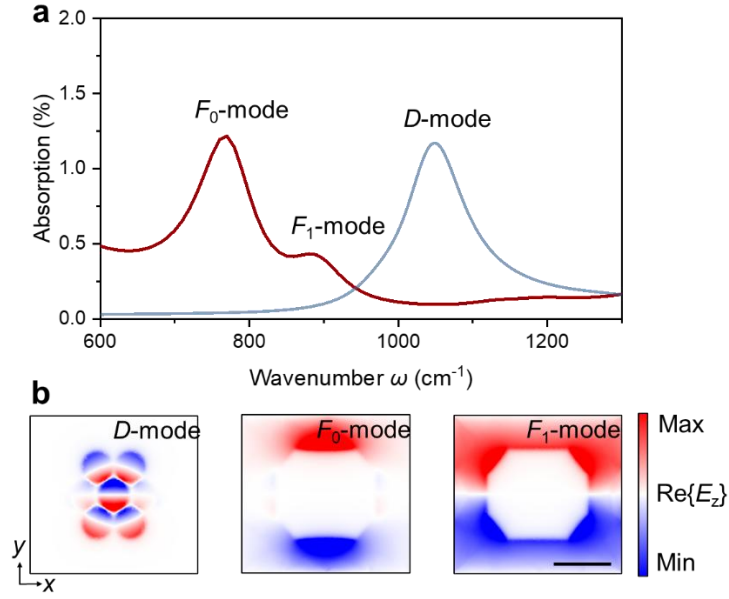 a
2.0
1.5
1.0
0.5
0.0
Absorption (%)
F₀-mode
F₁-mode
D-mode
600
800
1000
1200
Wavenumber ω (cm⁻¹)
b
D-mode
F₀-mode
F₁-mode
Max
Re{E_z}
Min
y
x